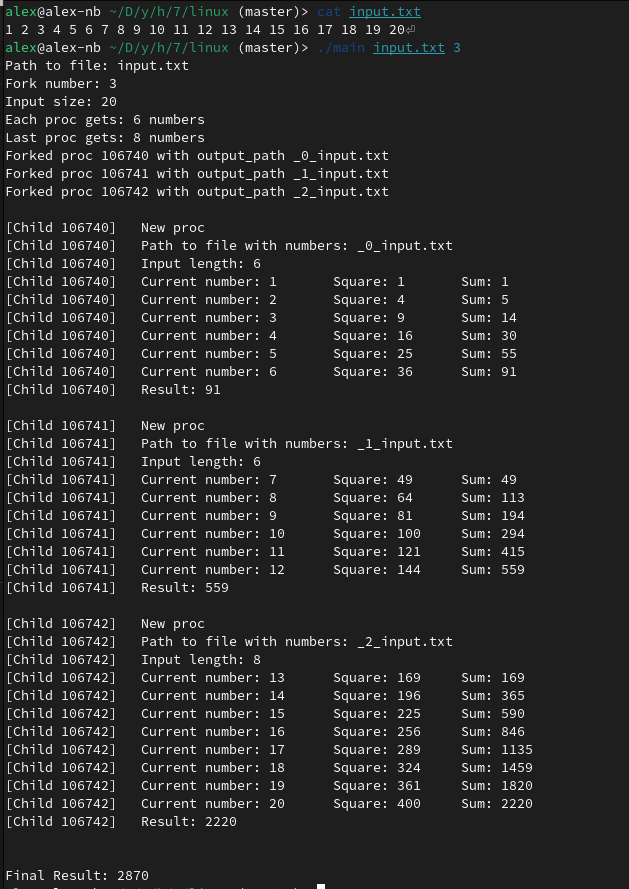 alex@alex-nb ~/D/y/h/7/linux (master)> cat input.txt
1 2 3 4 5 6 7 8 9 10 11 12 13 14 15 16 17 18 19 20⏎
alex@alex-nb ~/D/y/h/7/linux (master)> ./main input.txt 3
Path to file: input.txt
Fork number: 3
Input size: 20
Each proc gets: 6 numbers
Last proc gets: 8 numbers
Forked proc 106740 with output_path _0_input.txt
Forked proc 106741 with output_path _1_input.txt
Forked proc 106742 with output_path _2_input.txt
[Child 106740]   New proc
[Child 106740]   Path to file with numbers: _0_input.txt
[Child 106740]   Input length: 6
[Child 106740]   Current number: 1       Square: 1       Sum: 1
[Child 106740]   Current number: 2       Square: 4       Sum: 5
[Child 106740]   Current number: 3       Square: 9       Sum: 14
[Child 106740]   Current number: 4       Square: 16      Sum: 30
[Child 106740]   Current number: 5       Square: 25      Sum: 55
[Child 106740]   Current number: 6       Square: 36      Sum: 91
[Child 106740]   Result: 91
[Child 106741]   New proc
[Child 106741]   Path to file with numbers: _1_input.txt
[Child 106741]   Input length: 6
[Child 106741]   Current number: 7       Square: 49      Sum: 49
[Child 106741]   Current number: 8       Square: 64      Sum: 113
[Child 106741]   Current number: 9       Square: 81      Sum: 194
[Child 106741]   Current number: 10      Square: 100     Sum: 294
[Child 106741]   Current number: 11      Square: 121     Sum: 415
[Child 106741]   Current number: 12      Square: 144     Sum: 559
[Child 106741]   Result: 559
[Child 106742]   New proc
[Child 106742]   Path to file with numbers: _2_input.txt
[Child 106742]   Input length: 8
[Child 106742]   Current number: 13      Square: 169     Sum: 169
[Child 106742]   Current number: 14      Square: 196     Sum: 365
[Child 106742]   Current number: 15      Square: 225     Sum: 590
[Child 106742]   Current number: 16      Square: 256     Sum: 846
[Child 106742]   Current number: 17      Square: 289     Sum: 1135
[Child 106742]   Current number: 18      Square: 324     Sum: 1459
[Child 106742]   Current number: 19      Square: 361     Sum: 1820
[Child 106742]   Current number: 20      Square: 400     Sum: 2220
[Child 106742]   Result: 2220
Final Result: 2870